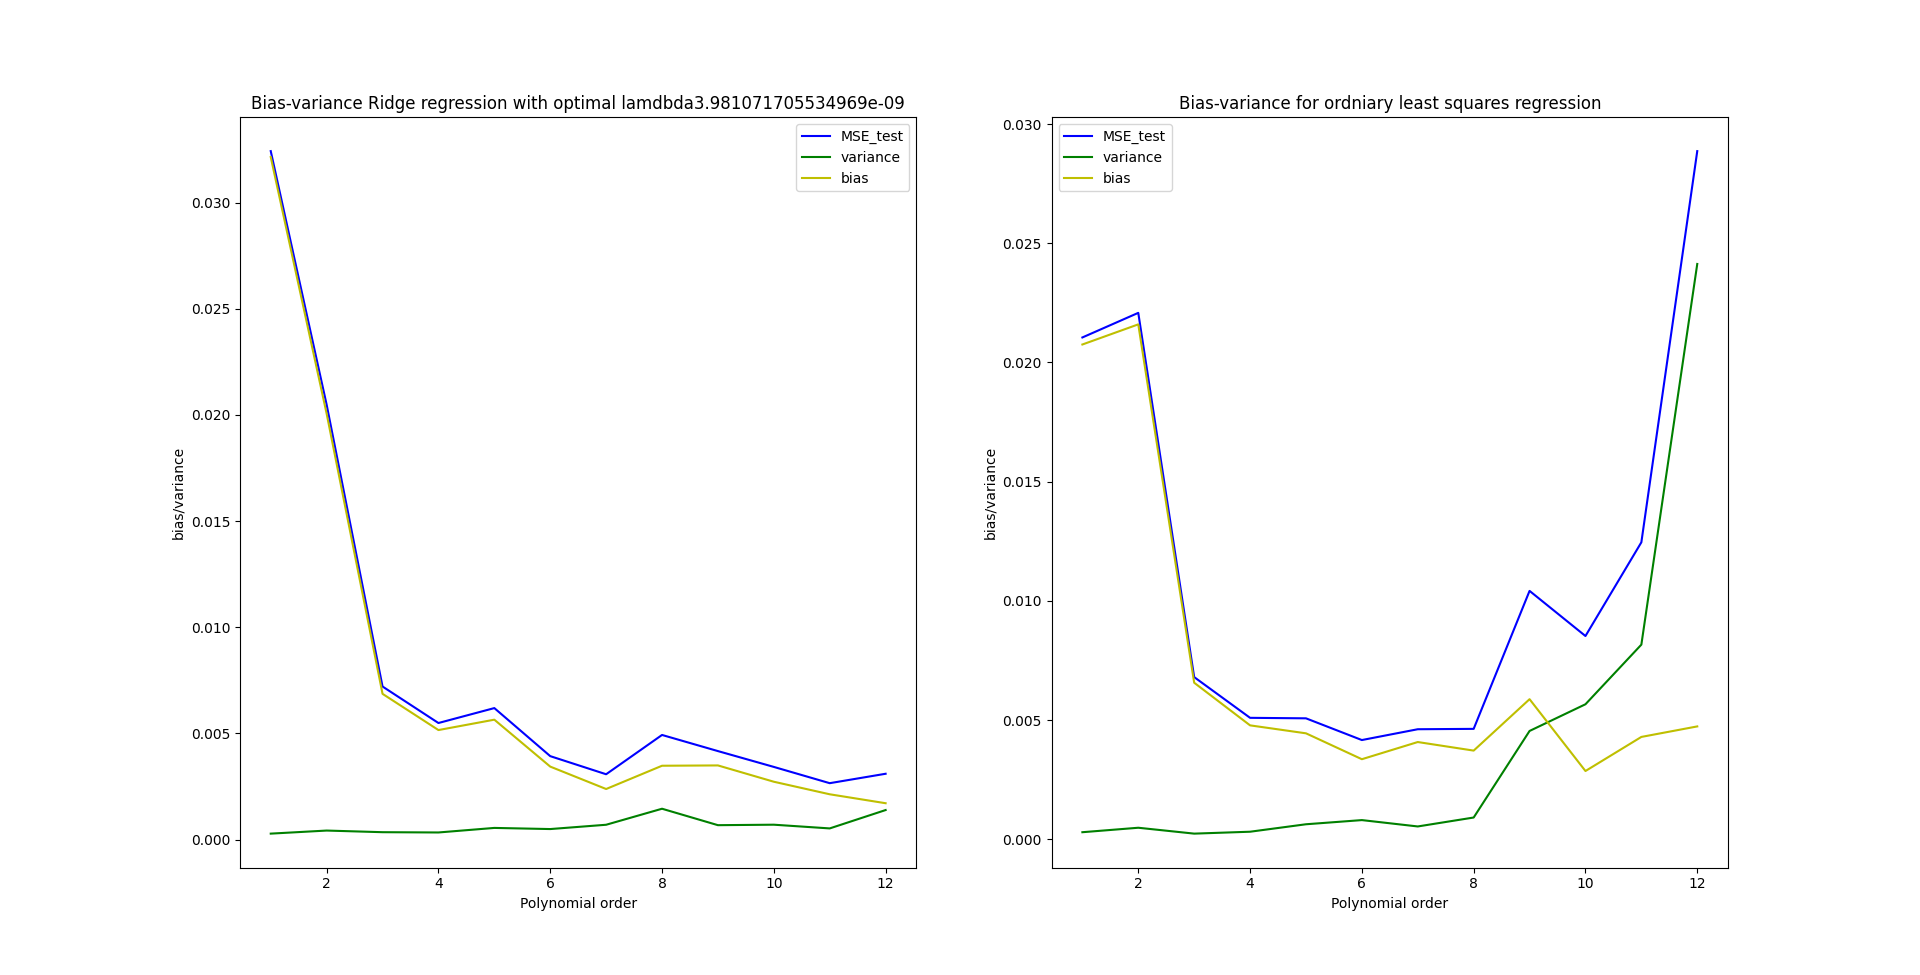 Bias-variance Ridge regression with optimal lamdbda3.981071705534969e-09
MSE_test
variance
bias
0.030
0.025
0.020
0.015
0.010
0.005
0.000
bias/variance
2
4
6
8
10
12
Polynomial order
Bias-variance for ordniary least squares regression
MSE_test
variance
bias
0.030
0.025
0.020
0.015
0.010
0.005
0.000
bias/variance
2
4
6
8
10
12
Polynomial order